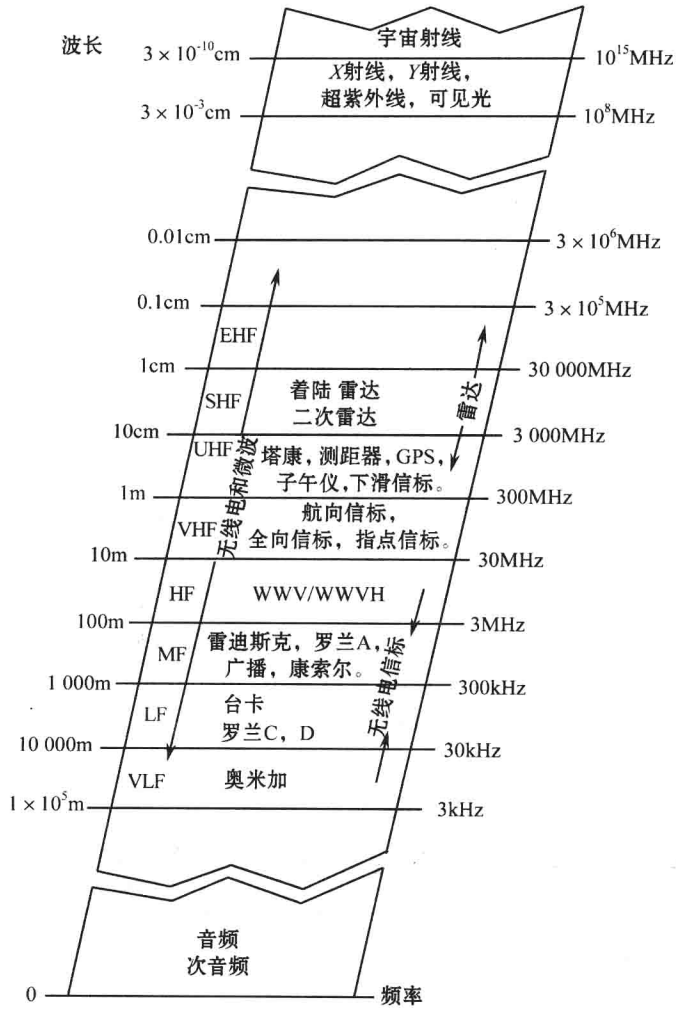 宇宙射线
波长
3 × 10⁻¹⁰cm
10¹⁵MHz
X射线，Y射线，
超紫外线，可见光
3 × 10⁻³cm
10⁸MHz
0.01cm
3 × 10⁶MHz
0.1cm
3 × 10⁵MHz
EHF
1cm
30 000MHz
SHF
着陆 雷达
二次雷达
雷达
10cm
3 000MHz
UHF
塔康，测距器，GPS，
子午仪，下滑信标。
无线电和微波
1m
300MHz
VHF
航向信标，
全向信标，指点信标。
10m
30MHz
HF
WWV/WWVH
100m
3MHz
MF
雷迪斯克，罗兰A，
广播，康索尔。
无线电信标
1 000m
300kHz
LF
台卡
罗兰C，D
10 000m
30kHz
VLF
奥米加
1 × 10⁵m
3kHz
音频
次音频
0
频率